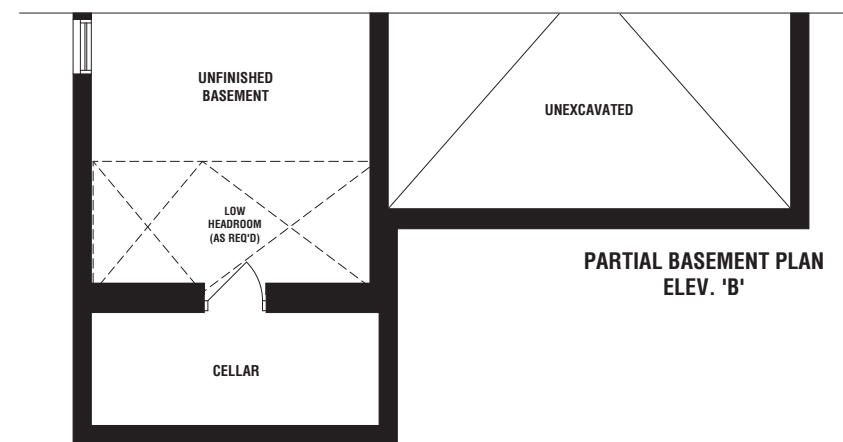 UNFINISHED
BASEMENT
UNEXCAVATED
LOW
HEADROOM
(AS REQ'D)
PARTIAL BASEMENT PLAN
ELEV. 'B'
CELLAR